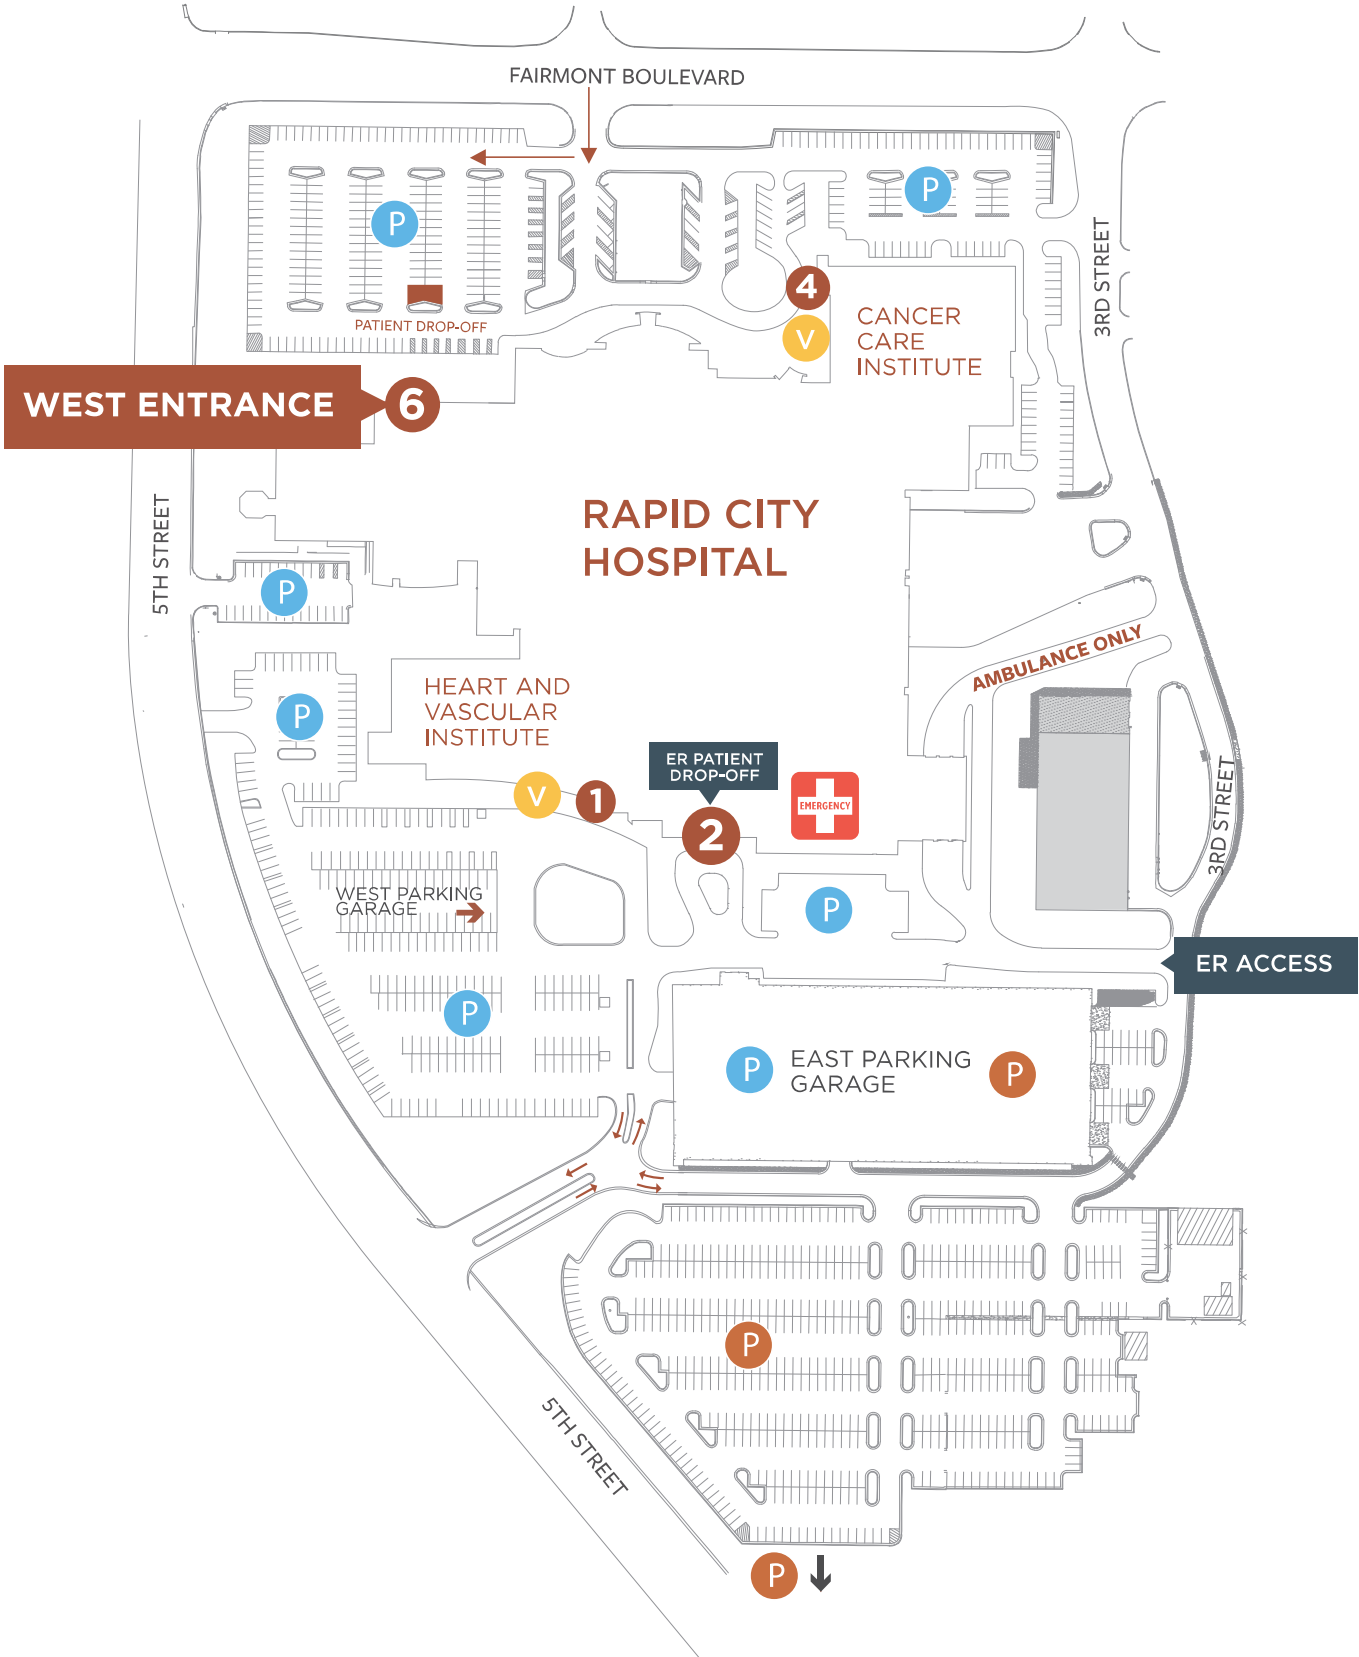 FAIRMONT BOULEVARD
P
P
3RD STREET
4
V
CANCER
CARE
INSTITUTE
PATIENT DROP-OFF
WEST ENTRANCE
6
RAPID CITY
HOSPITAL
5TH STREET
P
AMBULANCE ONLY
HEART AND
VASCULAR
INSTITUTE
P
ER PATIENT
DROP-OFF
V
1
2
EMERGENCY
3RD STREET
WEST PARKING
GARAGE
P
ER ACCESS
P
P
EAST PARKING
GARAGE
P
P
5TH STREET
P